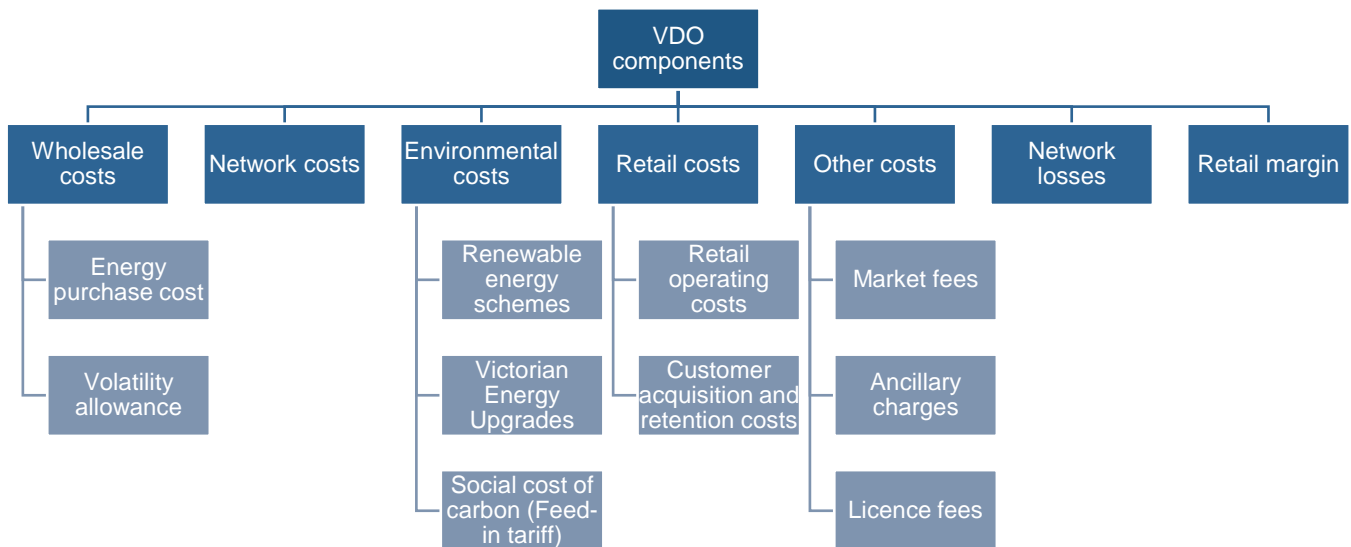 VDO
components
Wholesale
costs
Network costs
Environmental
costs
Retail costs
Other costs
Network
losses
Retail margin
Energy
purchase cost
Volatility
allowance
Renewable
energy
schemes
Victorian
Energy
Upgrades
Social cost of
carbon (Feed-
in tariff)
Retail
operating
costs
Customer
acquisition and
retention costs
Market fees
Ancillary
charges
Licence fees